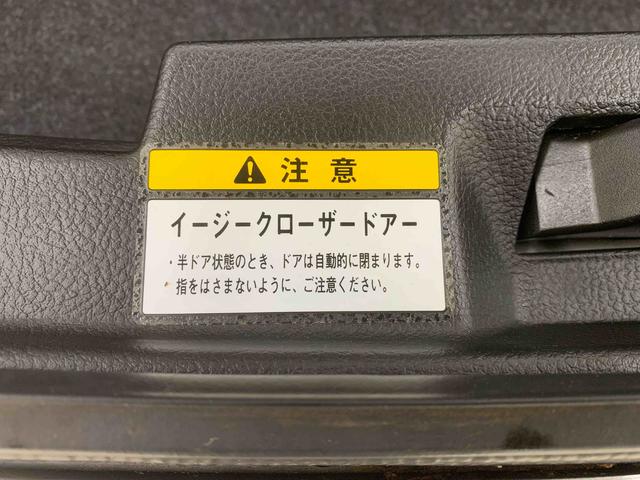 注意
イージークローザードアー
・半ドア状態のとき、ドアは自動的に閉まります。
・指をはさまないように、ご注意ください。